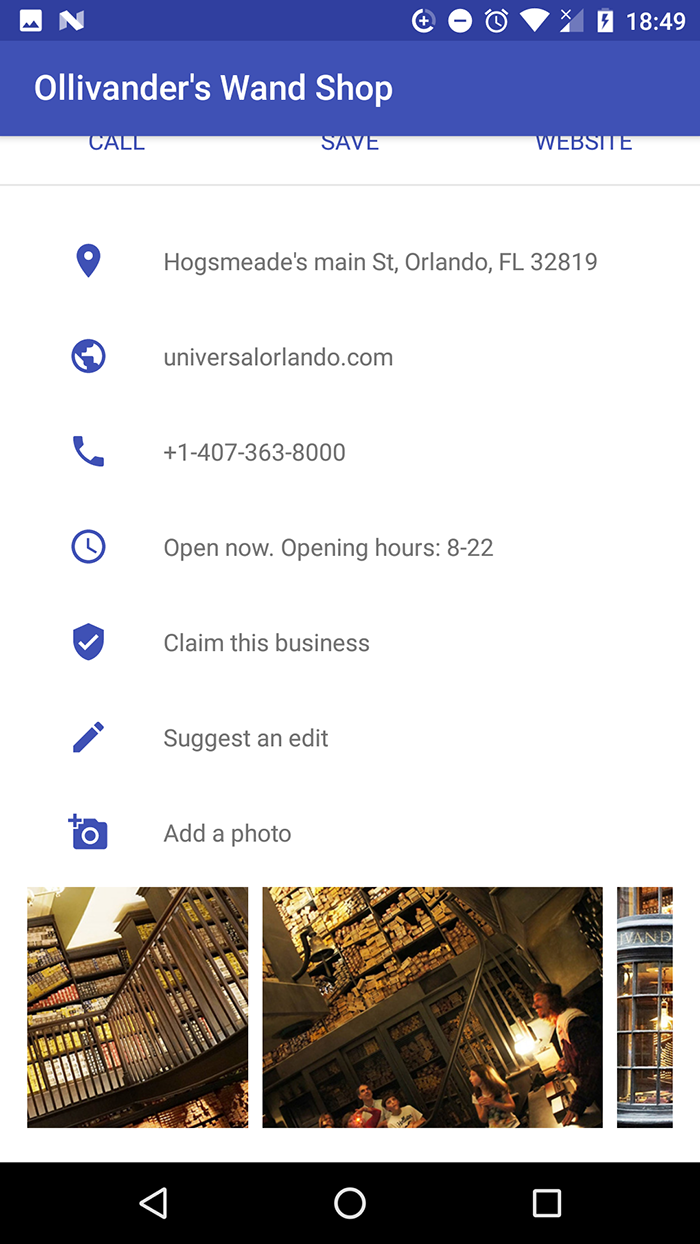 18:49
Ollivander's Wand Shop
CALL SAVE WEBSITE
Hogsmeade's main St, Orlando, FL 32819
universalorlando.com
+1-407-363-8000
Open now. Opening hours: 8-22
Claim this business
Suggest an edit
Add a photo
IVAND